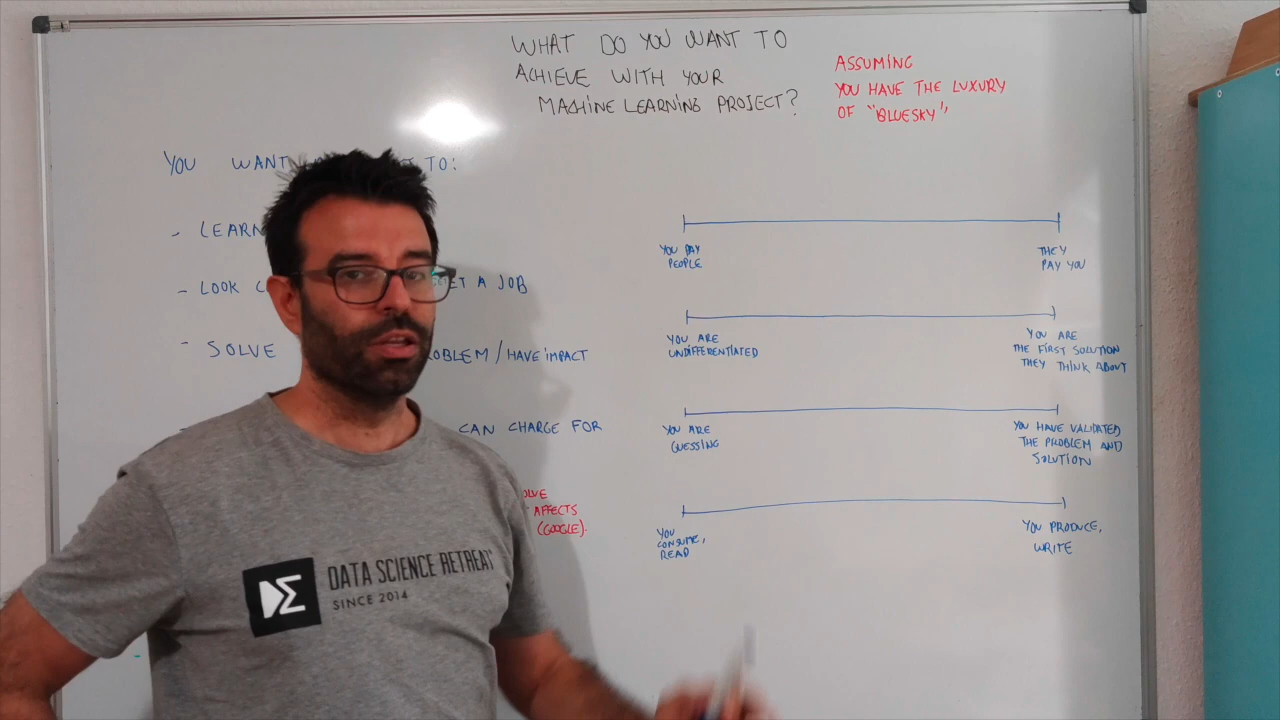 WHAT DO YOU WANT TO
ACHIEVE WITH YOUR
MACHINE LEARNING PROJECT?
ASSUMING
YOU HAVE THE LUXURY
OF "BLUESKY"
YOU WANT TO:
- LEARN
- LOOK A JOB
- SOLVE / HAVE IMPACT
CAN CHARGE FOR
AFFECTS
(GOOGLE).
YOU PAY
PEOPLE
THEY
PAY YOU
YOU ARE
UNDIFFERENTIATED
YOU ARE
THE FIRST SOLUTION
THEY THINK ABOUT
YOU ARE
GUESSING
YOU HAVE VALIDATED
THE PROBLEM AND
SOLUTION
YOU
CONSUME,
READ
YOU PRODUCE,
WRITE
DATA SCIENCE RETREAT
SINCE 2014